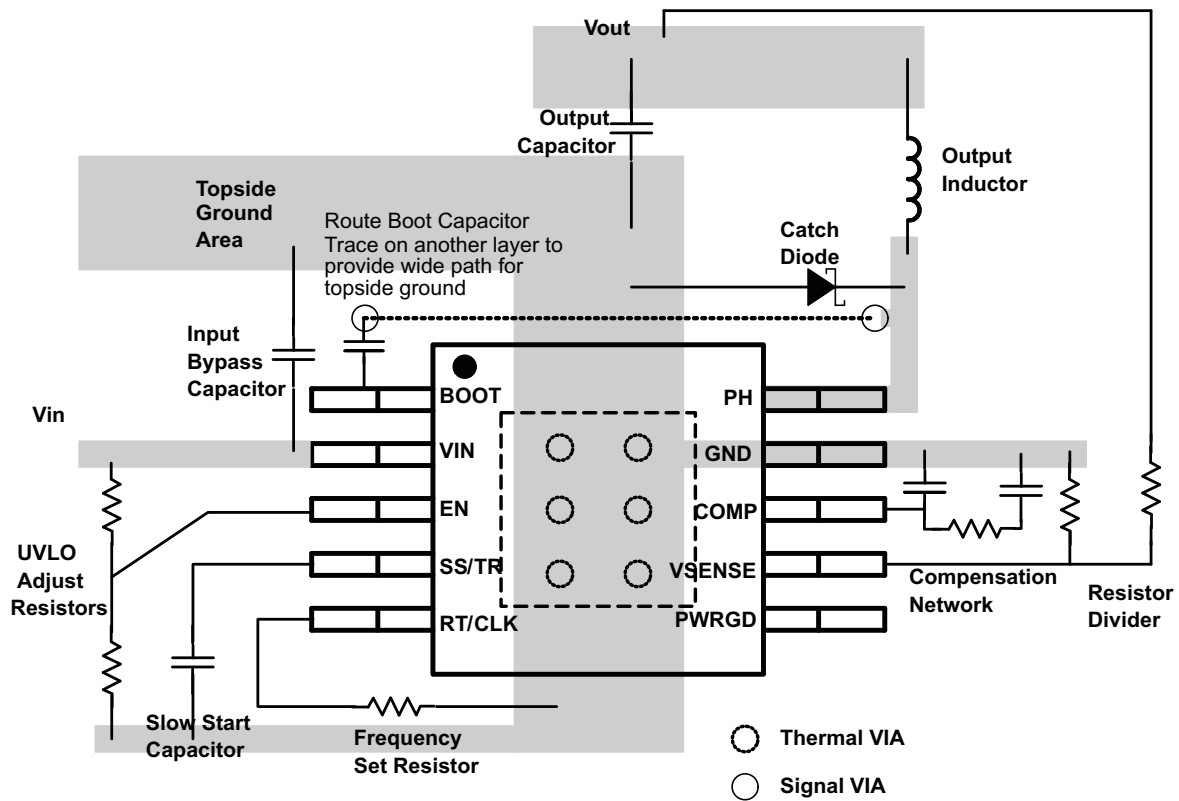 Vout
Output
Capacitor
Output
Inductor
Topside
Ground
Area
Route Boot Capacitor
Trace on another layer to
provide wide path for
topside ground
Catch
Diode
Input
Bypass
Capacitor
Vin
BOOT
VIN
EN
SS/TR
RT/CLK
PH
GND
COMP
VSENSE
PWRGD
UVLO
Adjust
Resistors
Compensation
Network
Resistor
Divider
Slow Start
Capacitor
Frequency
Set Resistor
Thermal VIA
Signal VIA